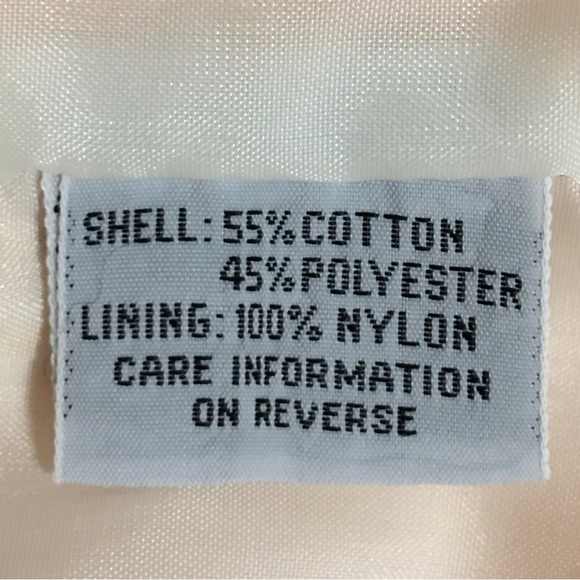 SHELL: 55% COTTON
45% POLYESTER
LINING: 100% NYLON
CARE INFORMATION
ON REVERSE